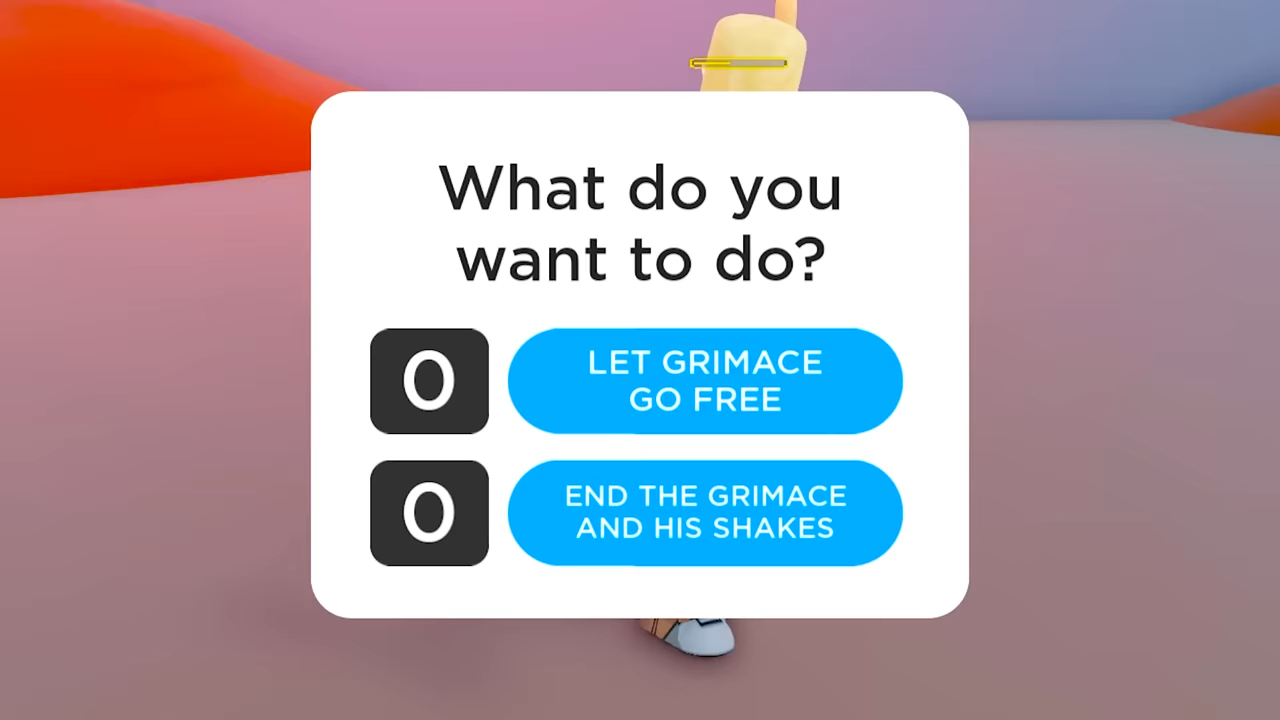 What do you
want to do?
0
LET GRIMACE
GO FREE
0
END THE GRIMACE
AND HIS SHAKES